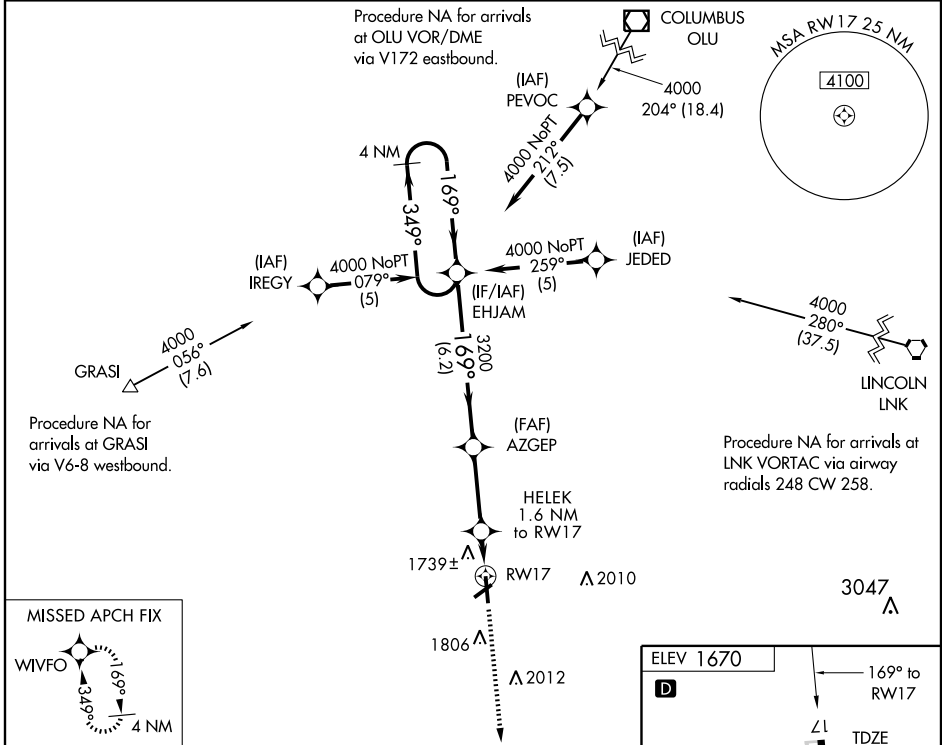 Procedure NA for arrivals
at OLU VOR/DME
via V172 eastbound.
COLUMBUS
OLU
MSA RW17 25 NM
4100
(IAF)
PEVOC
4000
204° (18.4)
4000 NoPT
212°
(7.5)
4 NM
169°
349°
(IAF)
IREGY
4000 NoPT
079°
(5)
4000 NoPT
259°
(5)
(IAF)
JEDED
(IF/IAF)
EHJAM
4000
056°
(7.6)
GRASI
3200
169°
(6.2)
4000
280°
(37.5)
LINCOLN
LNK
Procedure NA for
arrivals at GRASI
via V6-8 westbound.
(FAF)
AZGEP
Procedure NA for arrivals at
LNK VORTAC via airway
radials 248 CW 258.
HELEK
1.6 NM
to RW17
1739±
RW17
2010
3047
1806
2012
MISSED APCH FIX
WIVFO
169°
349°
4 NM
ELEV 1670
D
169° to
RW17
17
TDZE